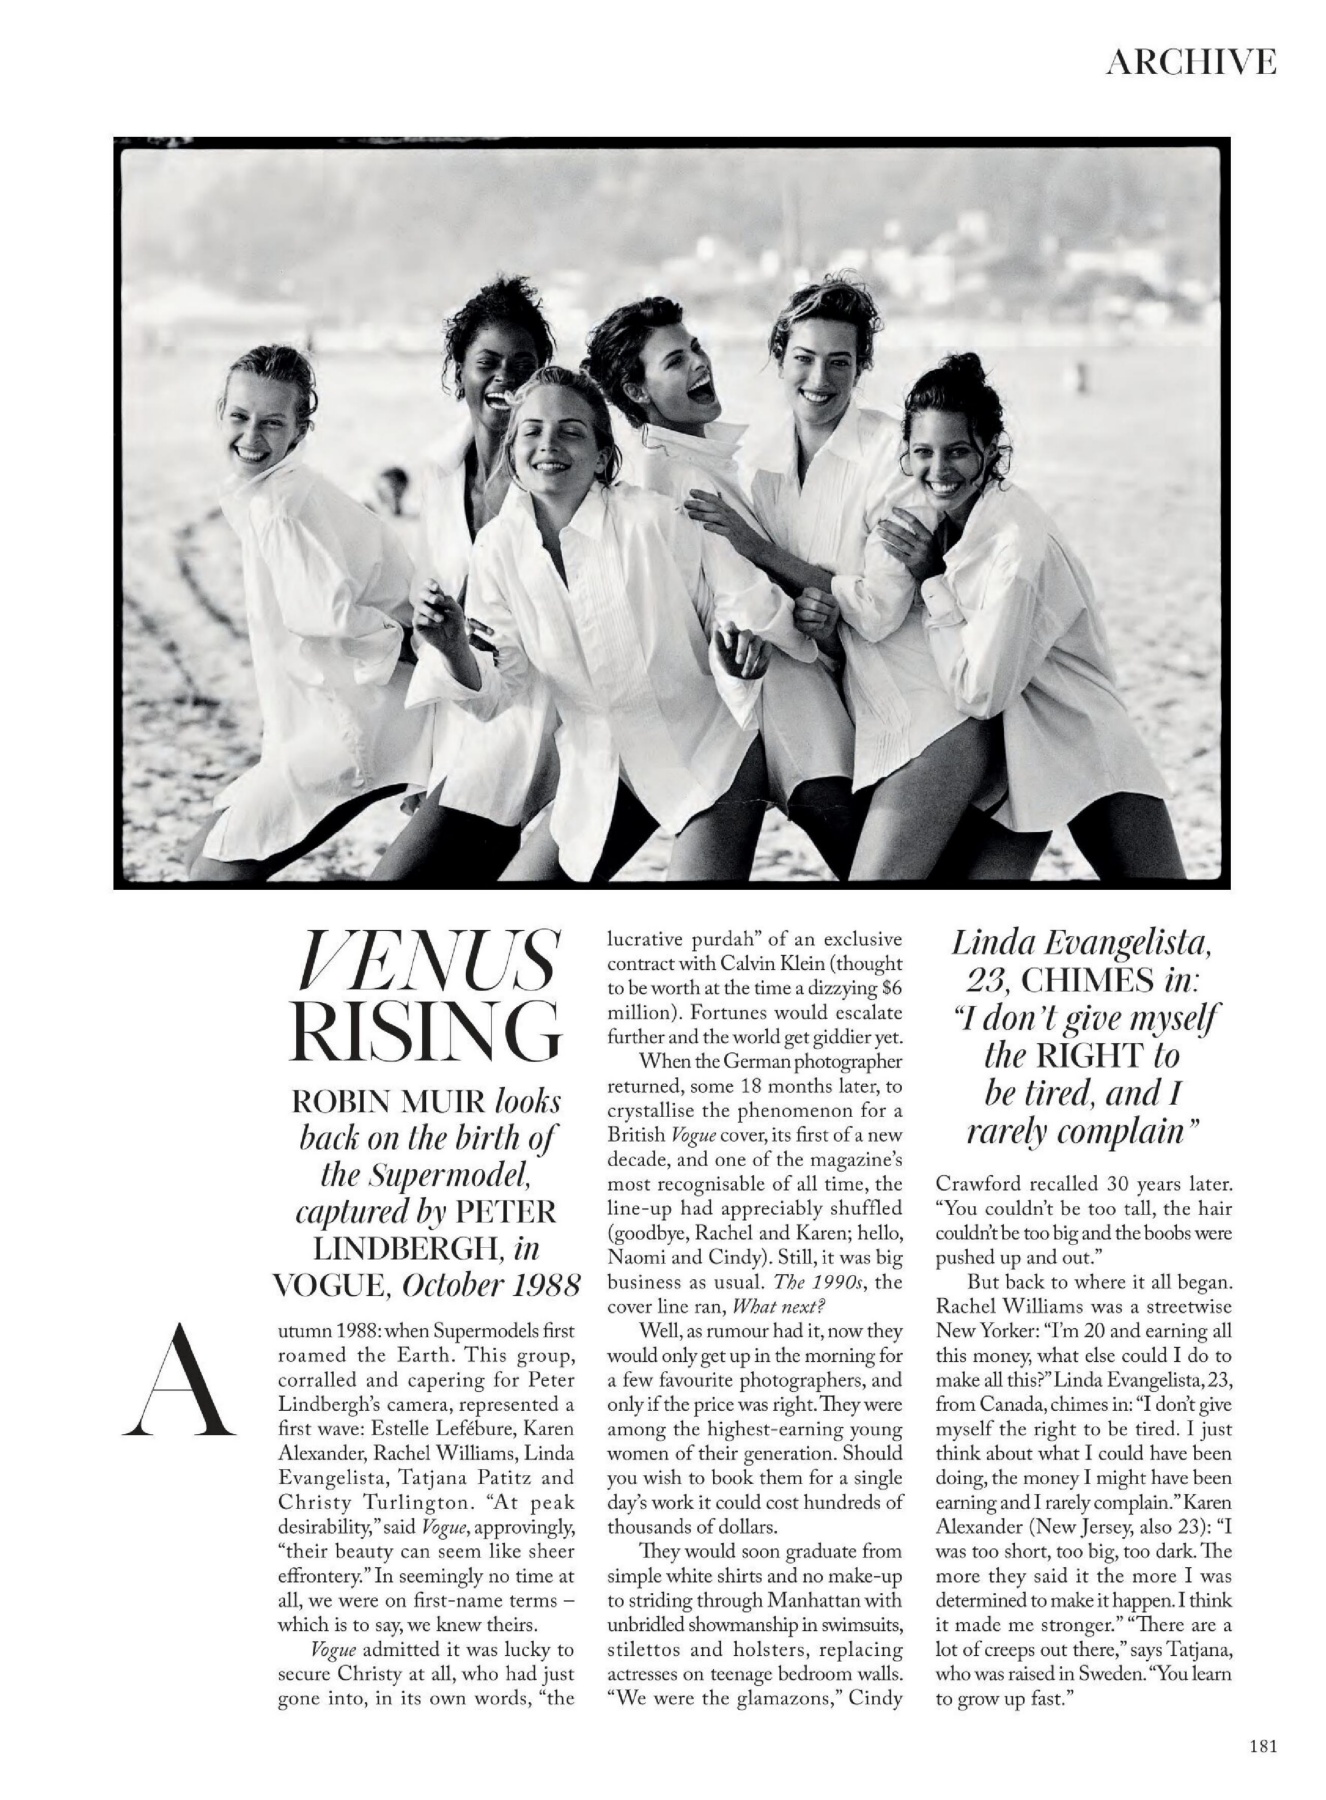 ARCHIVE
VENUS
RISING
ROBIN MUIR looks
back on the birth of
the Supermodel,
captured by PETER
LINDBERGH, in
VOGUE, October 1988
A
utumn 1988: when Supermodels first
roamed the Earth. This group,
corralled and capering for Peter
Lindbergh’s camera, represented a
first wave: Estelle Lefébure, Karen
Alexander, Rachel Williams, Linda
Evangelista, Tatjana Patitz and
Christy Turlington. “At peak
desirability,” said Vogue, approvingly,
“their beauty can seem like sheer
effrontery.” In seemingly no time at
all, we were on first-name terms –
which is to say, we knew theirs.
Vogue admitted it was lucky to
secure Christy at all, who had just
gone into, in its own words, “the
lucrative purdah” of an exclusive
contract with Calvin Klein (thought
to be worth at the time a dizzying $6
million). Fortunes would escalate
further and the world get giddier yet.
When the German photographer
returned, some 18 months later, to
crystallise the phenomenon for a
British Vogue cover, its first of a new
decade, and one of the magazine’s
most recognisable of all time, the
line-up had appreciably shuffled
(goodbye, Rachel and Karen; hello,
Naomi and Cindy). Still, it was big
business as usual. The 1990s, the
cover line ran, What next?
Well, as rumour had it, now they
would only get up in the morning for
a few favourite photographers, and
only if the price was right. They were
among the highest-earning young
women of their generation. Should
you wish to book them for a single
day’s work it could cost hundreds of
thousands of dollars.
They would soon graduate from
simple white shirts and no make-up
to striding through Manhattan with
unbridled showmanship in swimsuits,
stilettos and holsters, replacing
actresses on teenage bedroom walls.
“We were the glamazons,” Cindy
Linda Evangelista,
23, CHIMES in:
“I don’t give myself
the RIGHT to
be tired, and I
rarely complain”
Crawford recalled 30 years later.
“You couldn’t be too tall, the hair
couldn’t be too big and the boobs were
pushed up and out.”
But back to where it all began.
Rachel Williams was a streetwise
New Yorker: “I’m 20 and earning all
this money, what else could I do to
make all this?” Linda Evangelista, 23,
from Canada, chimes in: “I don’t give
myself the right to be tired. I just
think about what I could have been
doing, the money I might have been
earning and I rarely complain.” Karen
Alexander (New Jersey, also 23): “I
was too short, too big, too dark. The
more they said it the more I was
determined to make it happen. I think
it made me stronger.” “There are a
lot of creeps out there,” says Tatjana,
who was raised in Sweden. “You learn
to grow up fast.”
181